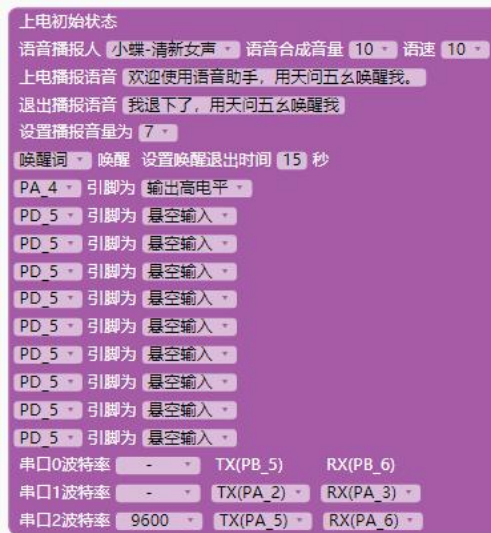 上电初始状态
语音播报人 小蝶-清新女声 语音合成音量 10 语速 10
上电播报语音 欢迎使用语音助手，用天问五幺唤醒我。
退出播报语音 我退下了，用天问五幺唤醒我
设置播报音量为 7
唤醒词 唤醒 设置唤醒退出时间 15 秒
PA_4 引脚为 输出高电平
PD_5 引脚为 悬空输入
PD_5 引脚为 悬空输入
PD_5 引脚为 悬空输入
PD_5 引脚为 悬空输入
PD_5 引脚为 悬空输入
PD_5 引脚为 悬空输入
PD_5 引脚为 悬空输入
PD_5 引脚为 悬空输入
PD_5 引脚为 悬空输入
串口0波特率 - TX(PB_5) RX(PB_6)
串口1波特率 - TX(PA_2) RX(PA_3)
串口2波特率 9600 TX(PA_5) RX(PA_6)